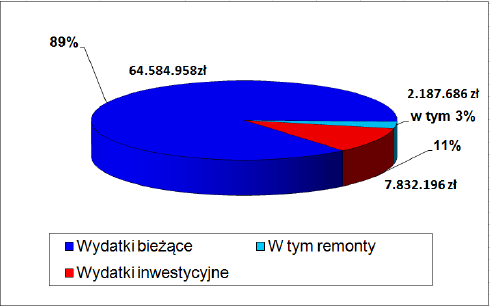 89%
64.584.958zł
2.187.686 zł
w tym 3%
11%
7.832.196 zł
Wydatki bieżące
W tym remonty
Wydatki inwestycyjne